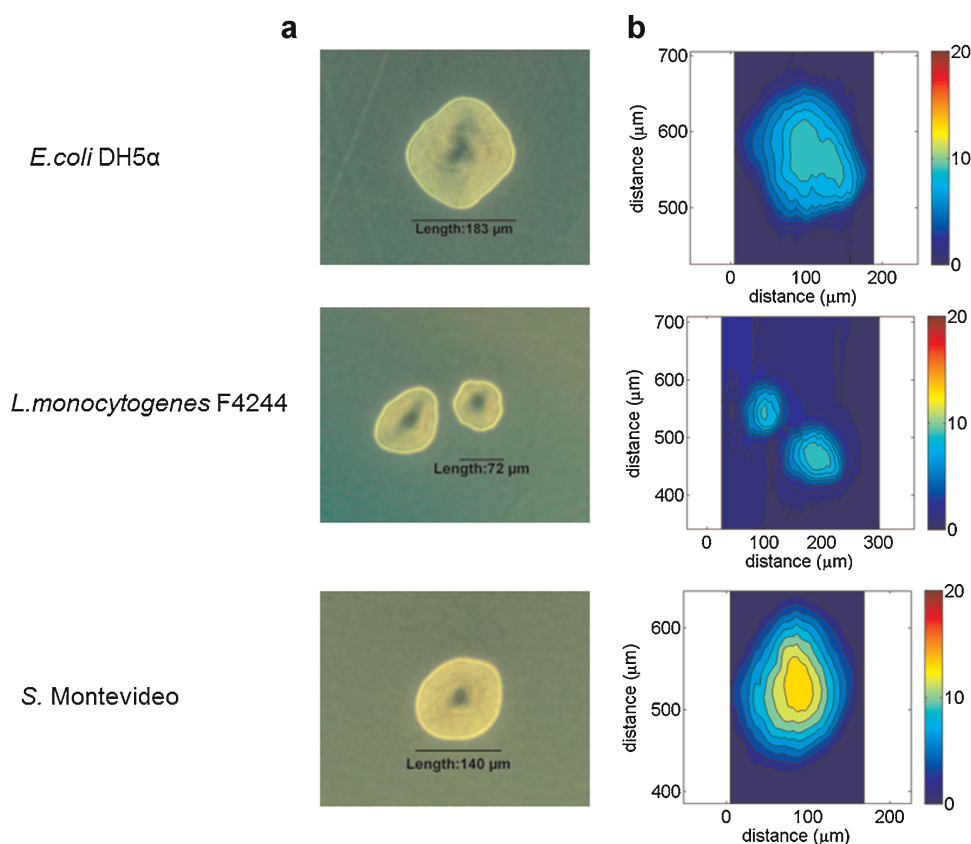 a
b
E.coli DH5α
Length:183 μm
distance (μm)
700
600
500
0
100
200
distance (μm)
20
10
0
L.monocytogenes F4244
Length:72 μm
distance (μm)
700
600
500
400
0
100
200
300
distance (μm)
20
10
0
S. Montevideo
Length:140 μm
distance (μm)
600
500
400
0
100
200
distance (μm)
20
10
0